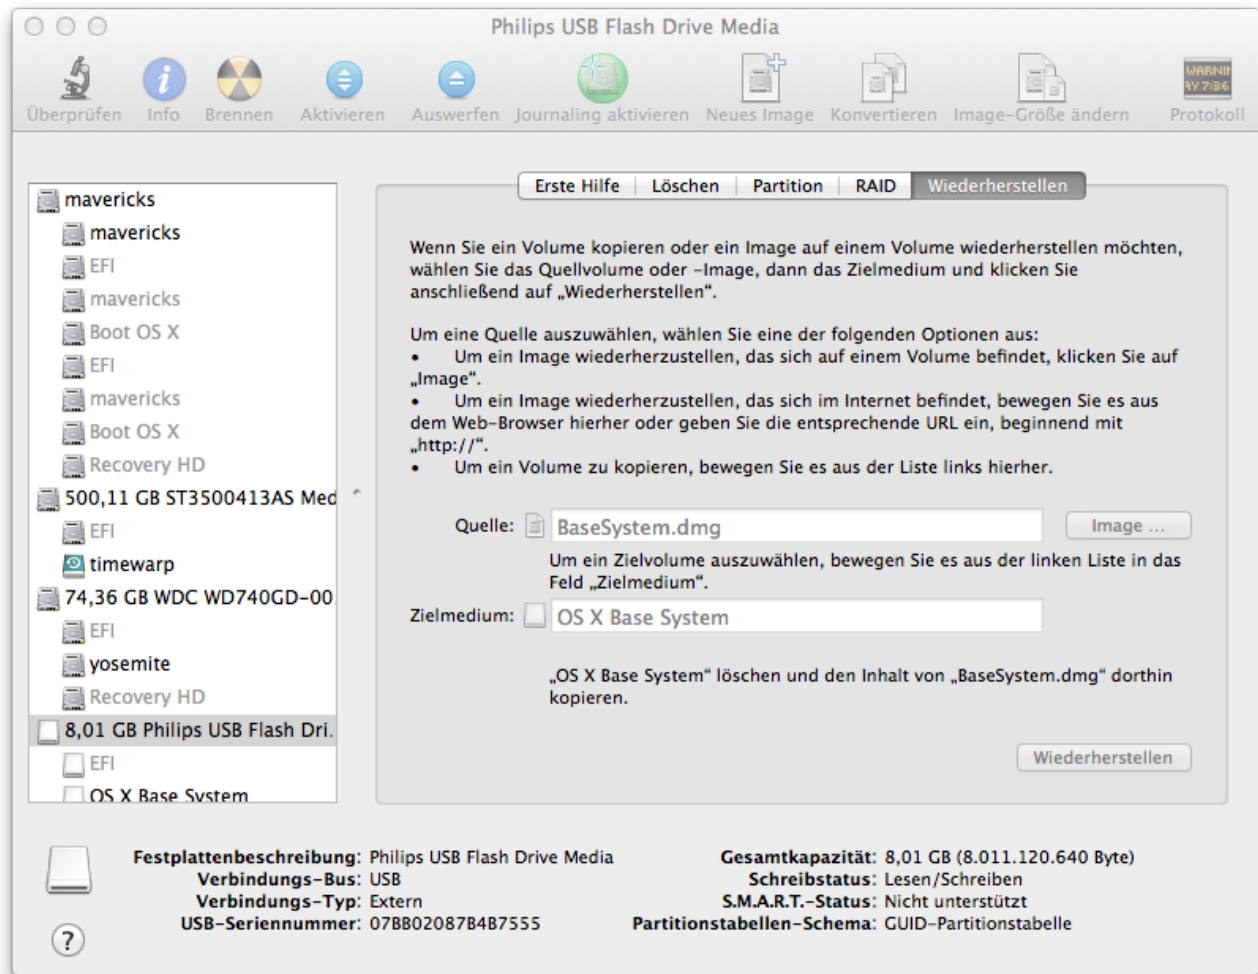 Philips USB Flash Drive Media
WARNIN
AY 7:36
Überprüfen Info Brennen Aktivieren Auswerfen Journaling aktivieren Neues Image Konvertieren Image-Größe ändern Protokoll
mavericks
mavericks
EFI
mavericks
Boot OS X
EFI
mavericks
Boot OS X
Recovery HD
500,11 GB ST3500413AS Med
EFI
timewarp
74,36 GB WDC WD740GD-00.
EFI
yosemite
Recovery HD
8,01 GB Philips USB Flash Dri.
EFI
OS X Base System
Erste Hilfe Löschen Partition RAID Wiederherstellen
Wenn Sie ein Volume kopieren oder ein Image auf einem Volume wiederherstellen möchten,
wählen Sie das Quellvolume oder -Image, dann das Zielmedium und klicken Sie
anschließend auf „Wiederherstellen“.
Um eine Quelle auszuwählen, wählen Sie eine der folgenden Optionen aus:
• Um ein Image wiederherzustellen, das sich auf einem Volume befindet, klicken Sie auf
„Image“.
• Um ein Image wiederherzustellen, das sich im Internet befindet, bewegen Sie es aus
dem Web-Browser hierher oder geben Sie die entsprechende URL ein, beginnend mit
„http://“.
• Um ein Volume zu kopieren, bewegen Sie es aus der Liste links hierher.
Quelle: BaseSystem.dmg Image ...
Um ein Zielvolume auszuwählen, bewegen Sie es aus der linken Liste in das
Feld „Zielmedium“.
Zielmedium: OS X Base System
„OS X Base System“ löschen und den Inhalt von „BaseSystem.dmg“ dorthin
kopieren.
Wiederherstellen
Festplattenbeschreibung: Philips USB Flash Drive Media
Verbindungs-Bus: USB
Verbindungs-Typ: Extern
USB-Seriennummer: 07BB02087B4B7555
Gesamtkapazität: 8,01 GB (8.011.120.640 Byte)
Schreibstatus: Lesen/Schreiben
S.M.A.R.T.-Status: Nicht unterstützt
Partitionstabellen-Schema: GUID-Partitionstabelle
?